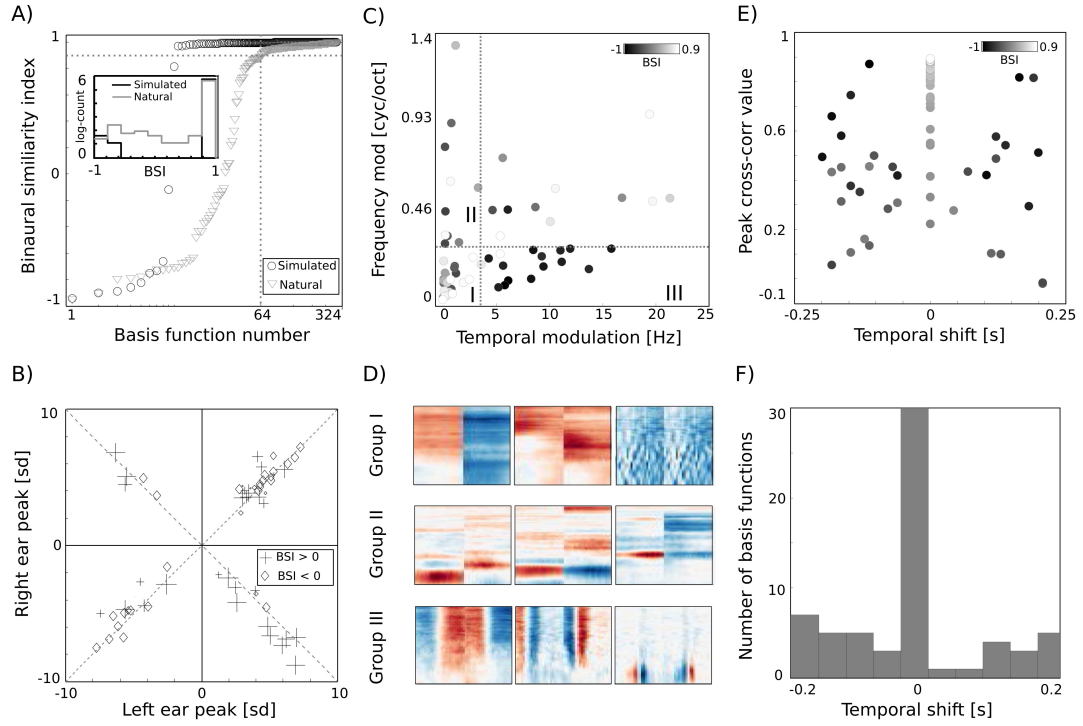 A)
Binaural similiarity index
1
0
-1
6
0
log-count
Simulated
Natural
-1 BSI 1
Simulated
Natural
1 64 324
Basis function number
B)
Right ear peak [sd]
10
0
-10
BSI > 0
BSI < 0
-10 0 10
Left ear peak [sd]
C)
Frequency mod [cyc/oct]
1.4
0.93
0.46
0
-1 0.9
BSI
II
I
III
0 5 10 15 20 25
Temporal modulation [Hz]
D)
Group I
Group II
Group III
E)
Peak cross-corr value
1
0.6
0.2
-0.1
-1 0.9
BSI
-0.25 0 0.25
Temporal shift [s]
F)
Number of basis functions
30
20
10
0
-0.2 0 0.2
Temporal shift [s]